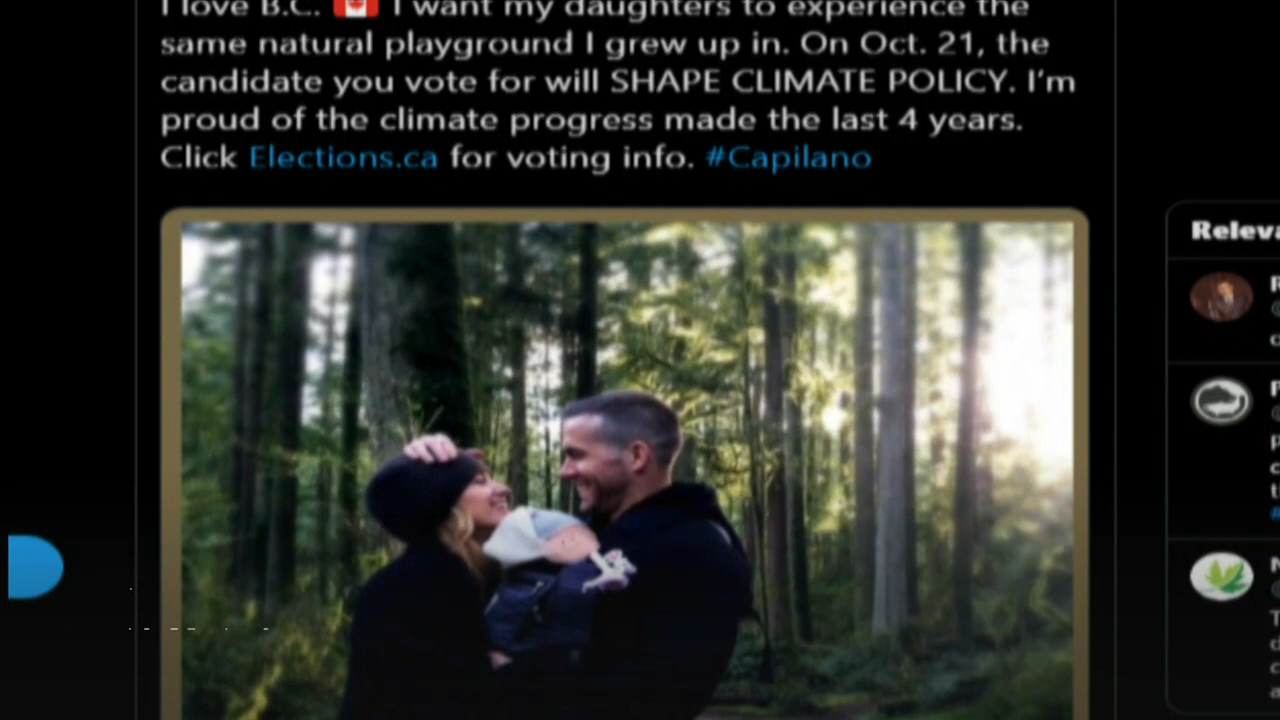 I love B.C. 🇨🇦 I want my daughters to experience the
same natural playground I grew up in. On Oct. 21, the
candidate you vote for will SHAPE CLIMATE POLICY. I'm
proud of the climate progress made the last 4 years.
Click Elections.ca for voting info. #Capilano